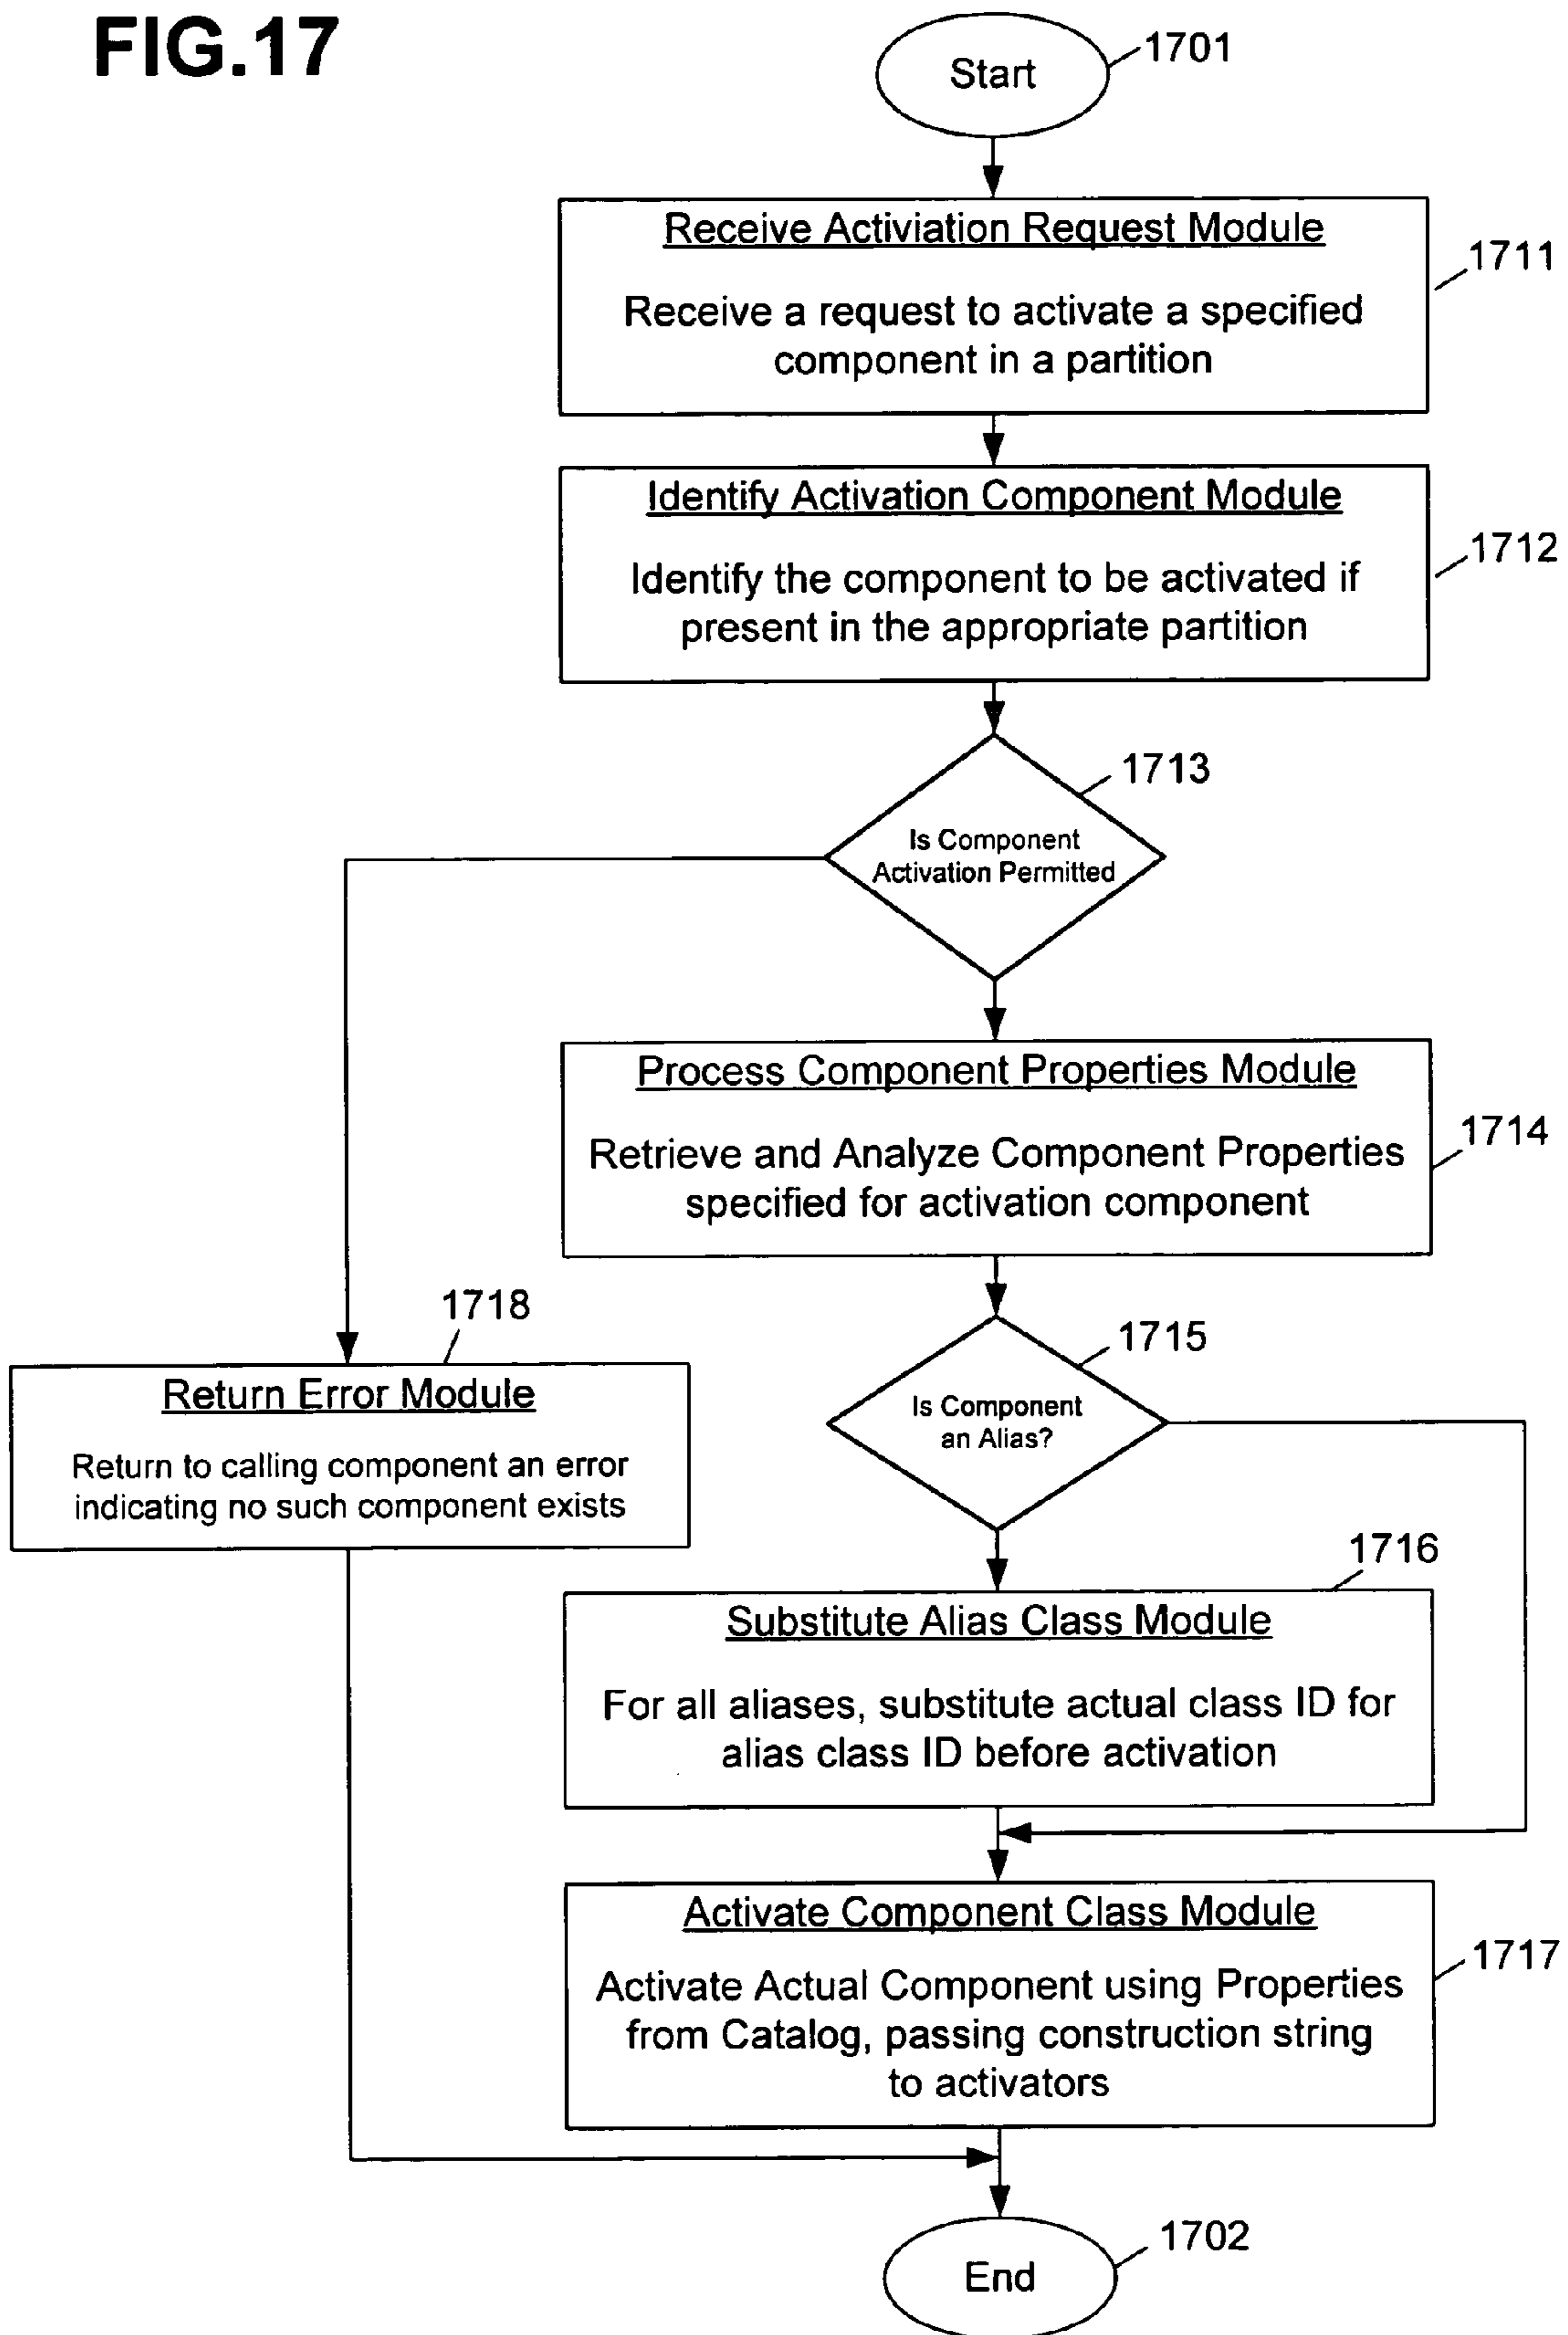 FIG.17
Start
1701
Receive Activiation Request Module
1711
Receive a request to activate a specified
component in a partition
Identify Activation Component Module
1712
Identify the component to be activated if
present in the appropriate partition
1713
Is Component
Activation Permitted
Process Component Properties Module
1714
Retrieve and Analyze Component Properties
specified for activation component
1718
1715
Return Error Module
Return to calling component an error
indicating no such component exists
Is Component
an Alias?
1716
Substitute Alias Class Module
For all aliases, substitute actual class ID for
alias class ID before activation
Activate Component Class Module
1717
Activate Actual Component using Properties
from Catalog, passing construction string
to activators
1702
End